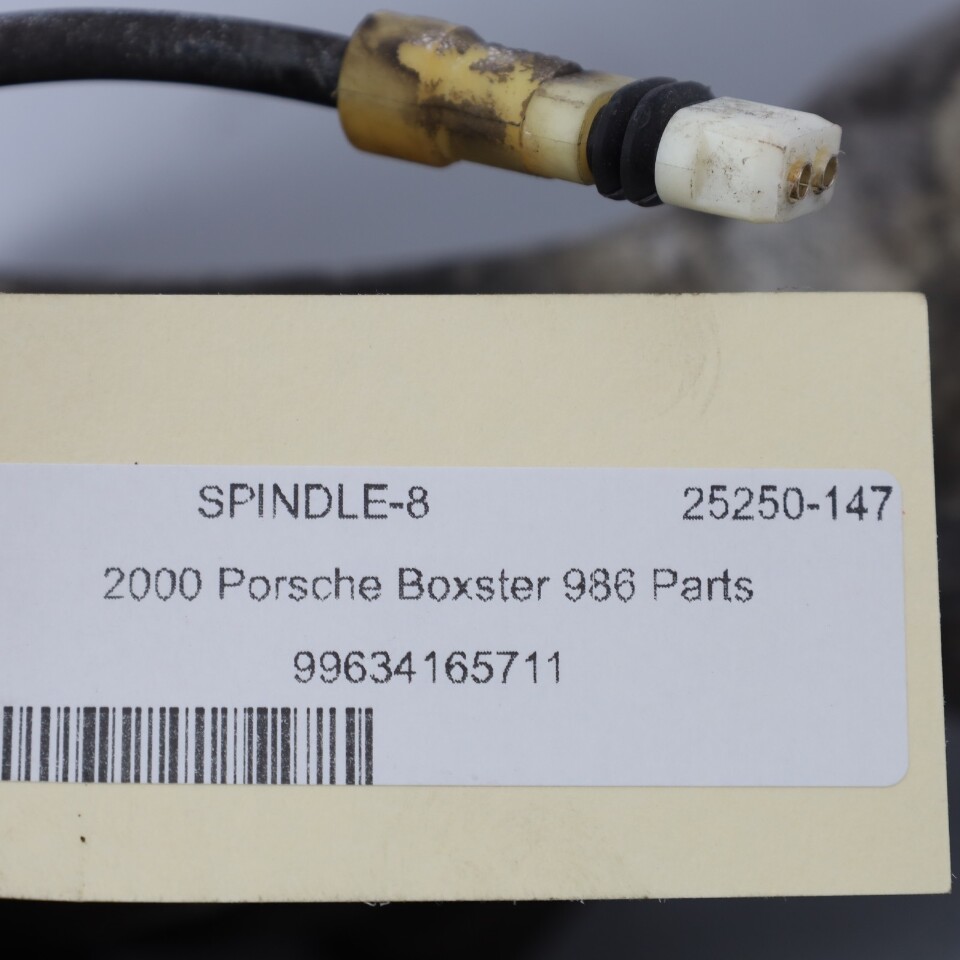 SPINDLE-8 25250-147
2000 Porsche Boxster 986 Parts
99634165711